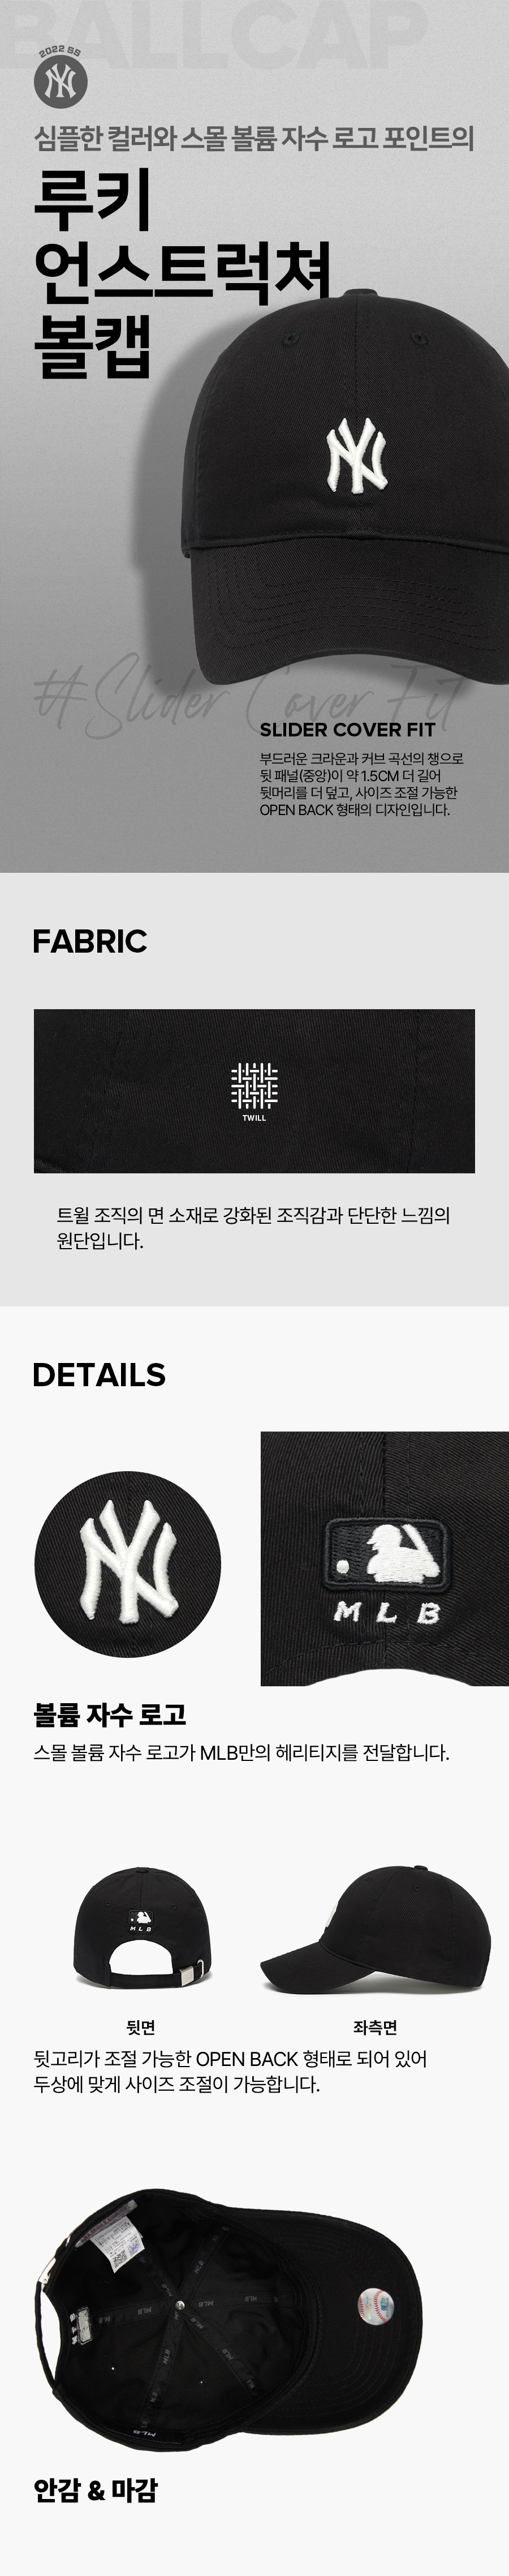 BALLCAP
2022 SS
NY
심플한 컬러와 스몰 볼륨 자수 로고 포인트의
루키
언스트럭쳐
볼캡
NY
#Slider Cover Fit
SLIDER COVER FIT
부드러운 크라운과 커브 곡선의 챙으로
뒷 패널(중앙)이 약 1.5CM 더 길어
뒷머리를 더 덮고, 사이즈 조절 가능한
OPEN BACK 형태의 디자인입니다.
FABRIC
TWILL
트윌 조직의 면 소재로 강화된 조직감과 단단한 느낌의
원단입니다.
DETAILS
NY
MLB
볼륨 자수 로고
스몰 볼륨 자수 로고가 MLB만의 헤리티지를 전달합니다.
MLB
뒷면
좌측면
뒷고리가 조절 가능한 OPEN BACK 형태로 되어 있어
두상에 맞게 사이즈 조절이 가능합니다.
MLB
MLB
MLB
MLB
MLB
안감 & 마감